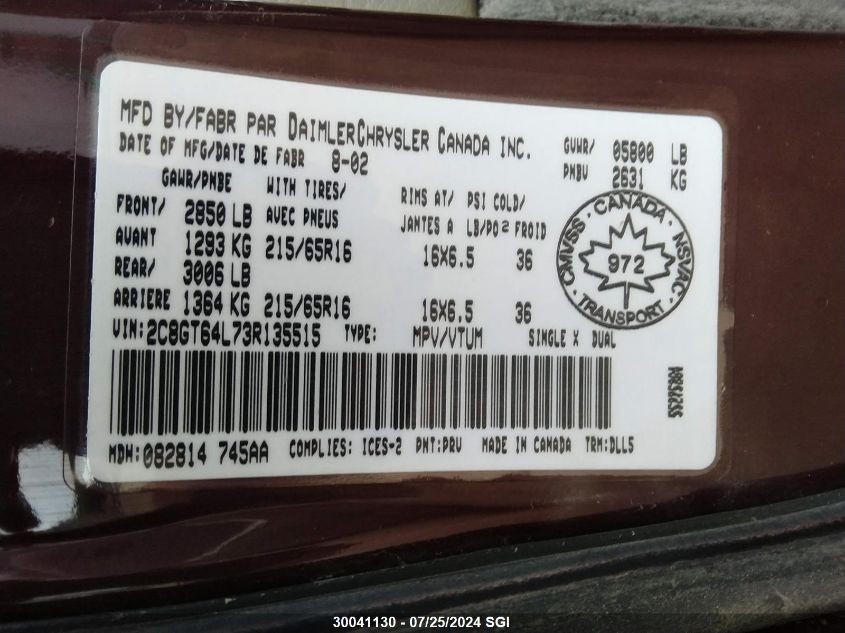 MFD BY/FABR PAR DAIMLERCHRYSLER CANADA INC. GVWR/ 05800 LB
DATE OF MFG/DATE DE FABR 8-02 PNBV 2631 KG
GAWR/PNBE WITH TIRES/ RIMS AT/ PSI COLD/
FRONT/ 2850 LB AVEC PNEUS JANTES A LB/PO² FROID
AVANT 1293 KG 215/65R16 16X6.5 36
REAR/ 3006 LB
ARRIERE 1364 KG 215/65R16 16X6.5 36
CMVSS · CANADA · NSVAC · TRANSPORT ·
972
VIN: 2C8GT64L73R135515 TYPE: MPV/VTUM SINGLE X DUAL
MDH: 082814 745AA COMPLIES: ICES-2 PNT: PRV MADE IN CANADA TRM: DLL5
30041130 - 07/25/2024 SGI